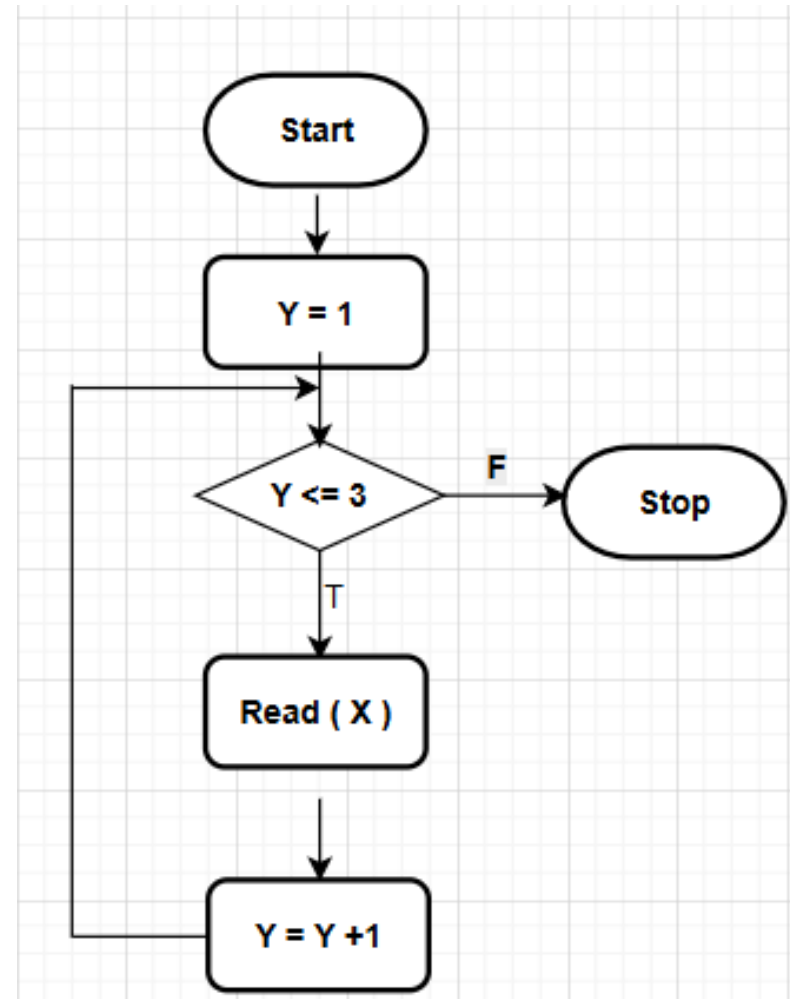 Start
Y = 1
Y <= 3
F
Stop
T
Read ( X )
Y = Y +1